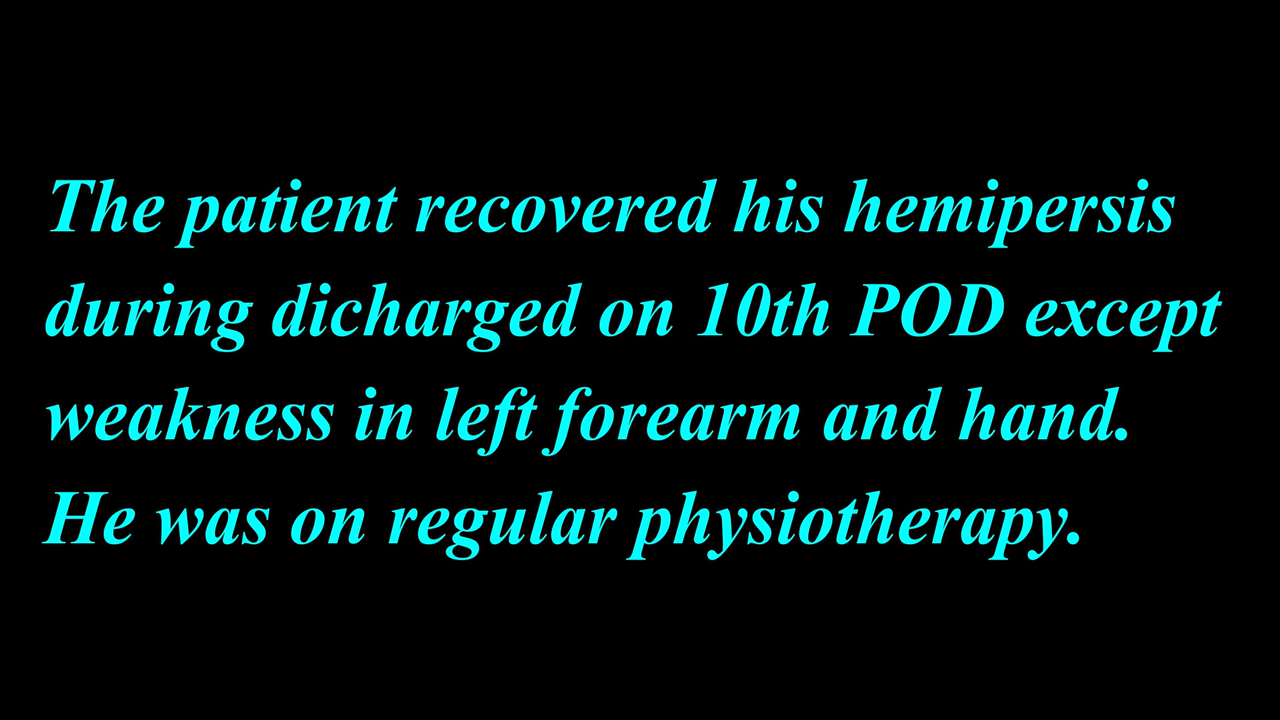 The patient recovered his hemipersis
during dicharged on 10th POD except
weakness in left forearm and hand.
He was on regular physiotherapy.